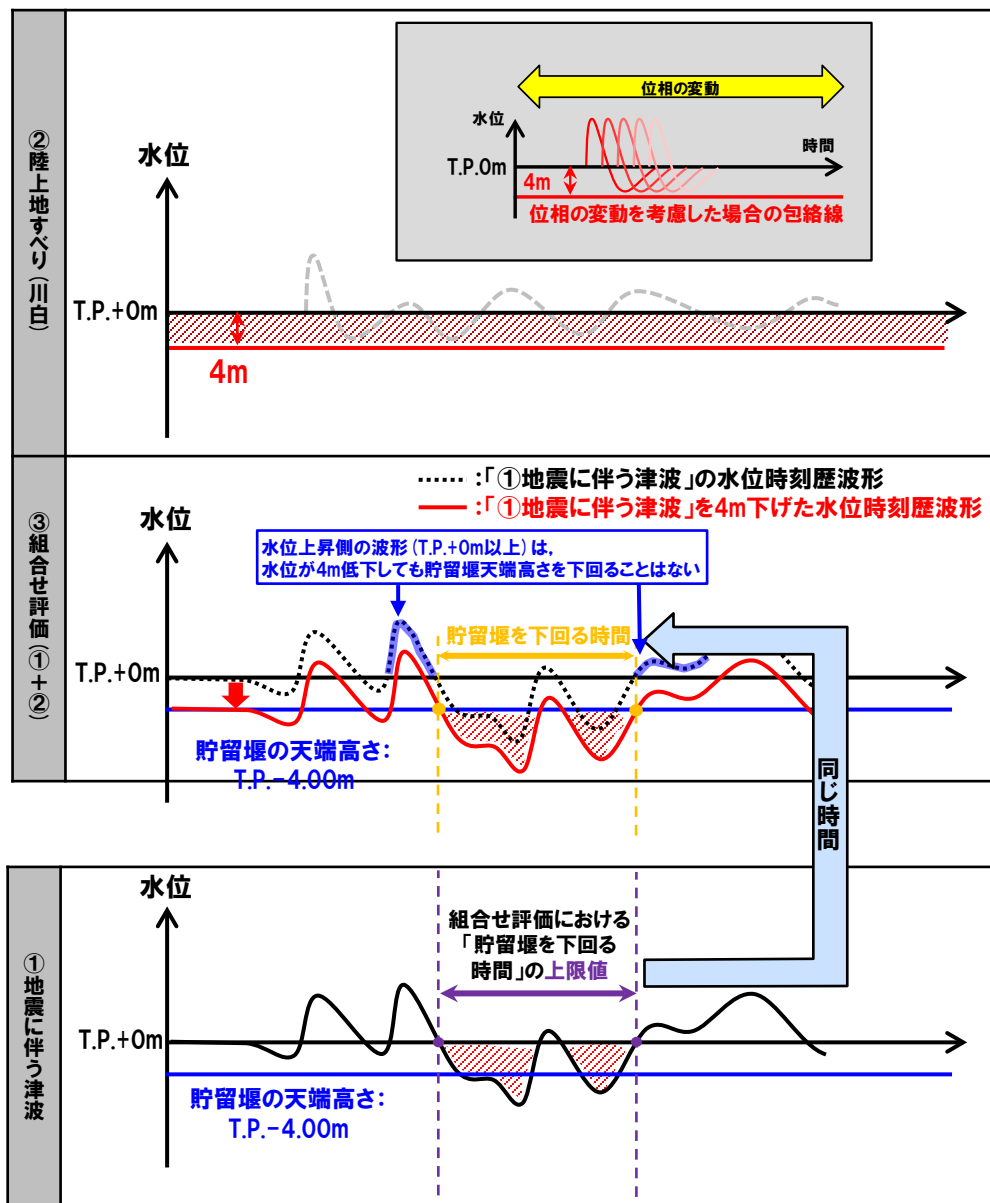 ②陸上地すべり(川白)
水位
T.P.+0m
4m
位相の変動
水位
時間
T.P.0m
4m
位相の変動を考慮した場合の包絡線
③組合せ評価(①+②)
:「①地震に伴う津波」の水位時刻歴波形
:「①地震に伴う津波」を4m下げた水位時刻歴波形
水位
水位上昇側の波形(T.P.+0m以上)は,
水位が4m低下しても貯留堰天端高さを下回ることはない
貯留堰を下回る時間
T.P.+0m
貯留堰の天端高さ:
T.P.-4.00m
同じ時間
①地震に伴う津波
水位
組合せ評価における
「貯留堰を下回る
時間」の上限値
T.P.+0m
貯留堰の天端高さ:
T.P.-4.00m